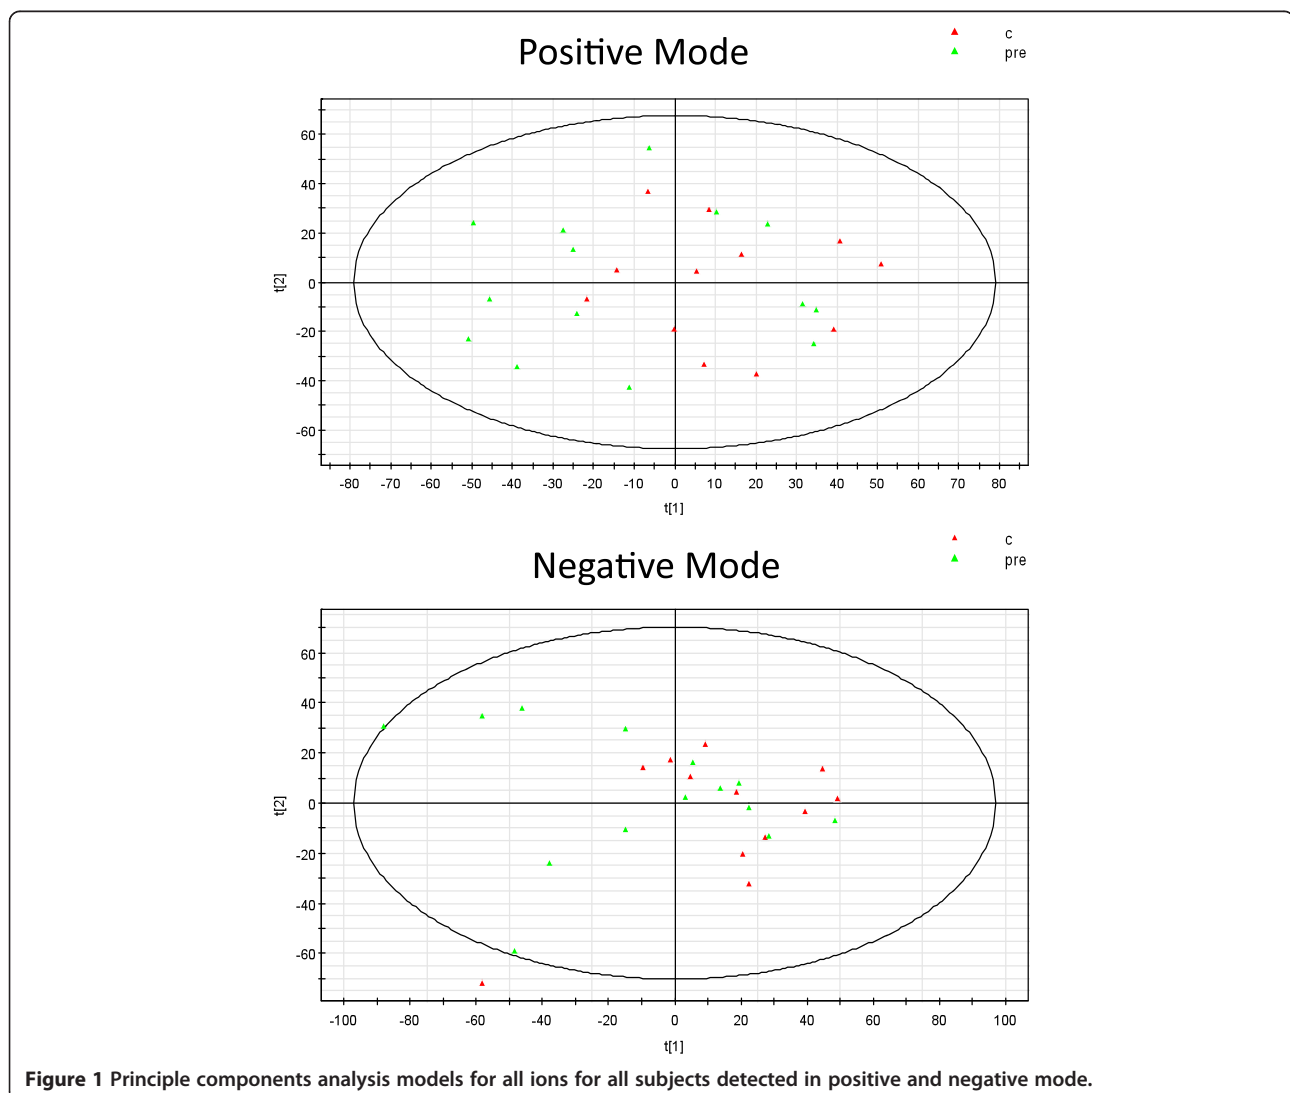 Positive Mode
c
pre
t[2]
60
40
20
0
-20
-40
-60
-80 -70 -60 -50 -40 -30 -20 -10 0 10 20 30 40 50 60 70 80
t[1]
Negative Mode
c
pre
t[2]
60
40
20
0
-20
-40
-60
-100 -80 -60 -40 -20 0 20 40 60 80 100
t[1]
Figure 1 Principle components analysis models for all ions for all subjects detected in positive and negative mode.